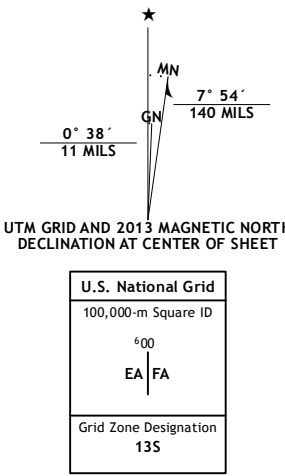 ★
MN
7° 54´
140 MILS
GN
0° 38´
11 MILS
UTM GRID AND 2013 MAGNETIC NORTH
DECLINATION AT CENTER OF SHEET
U.S. National Grid
100,000-m Square ID
⁶00
EA FA
Grid Zone Designation
13S